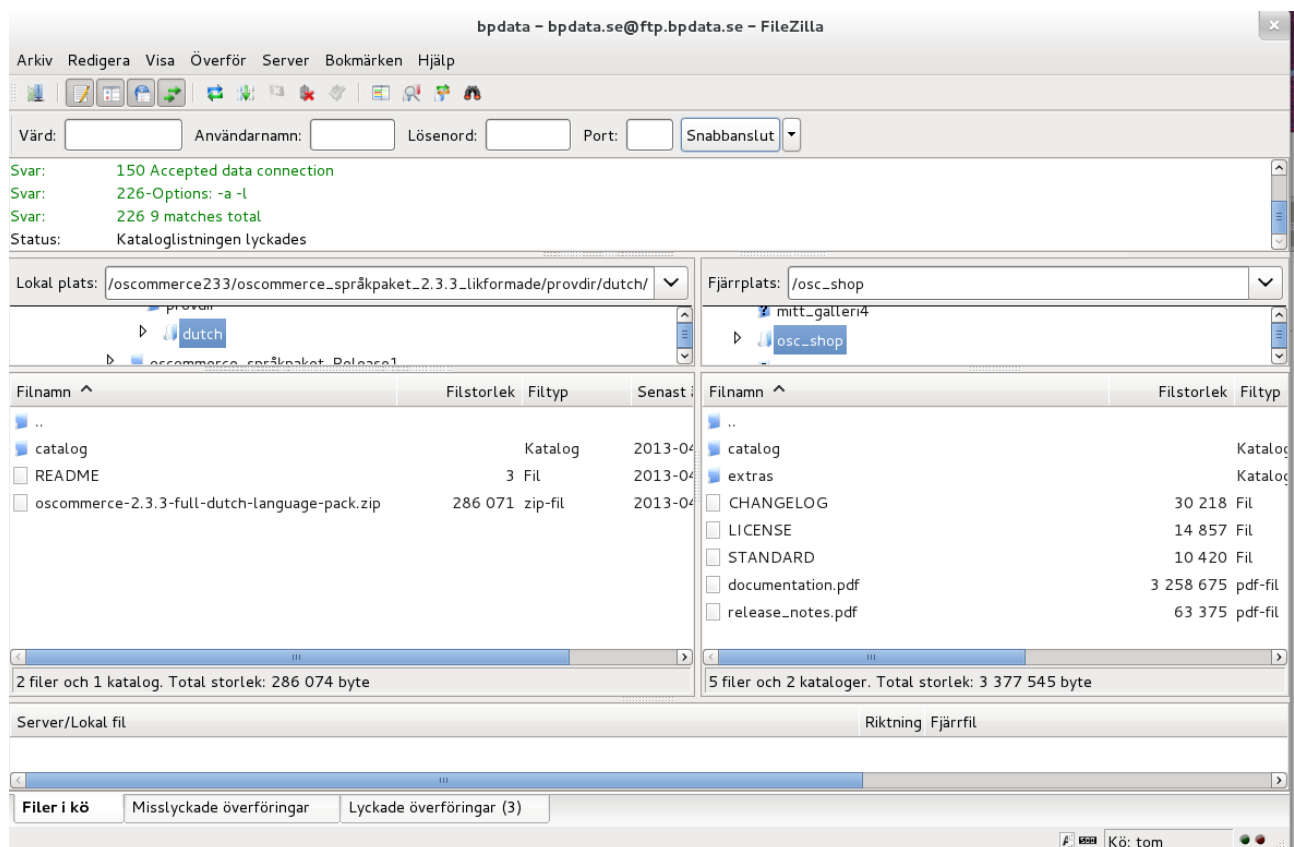 bpdata – bpdata.se@ftp.bpdata.se – FileZilla
Arkiv Redigera Visa Överför Server Bokmärken Hjälp
Värd: Användarnamn: Lösenord: Port: Snabbanslut
Svar: 150 Accepted data connection
Svar: 226-Options: -a -l
Svar: 226 9 matches total
Status: Kataloglistningen lyckades
Lokal plats: /oscommerce233/oscommerce_språkpaket_2.3.3_likformade/provdir/dutch/
provdir
dutch
oscommerce_språkpaket_Release1
Fjärrplats: /osc_shop
mitt_galleri4
osc_shop
Filnamn Filstorlek Filtyp Senast
..
catalog Katalog 2013-04
README 3 Fil 2013-04
oscommerce-2.3.3-full-dutch-language-pack.zip 286 071 zip-fil 2013-04
2 filer och 1 katalog. Total storlek: 286 074 byte
Filnamn Filstorlek Filtyp
..
catalog Katalog
extras Katalog
CHANGELOG 30 218 Fil
LICENSE 14 857 Fil
STANDARD 10 420 Fil
documentation.pdf 3 258 675 pdf-fil
release_notes.pdf 63 375 pdf-fil
5 filer och 2 kataloger. Total storlek: 3 377 545 byte
Server/Lokal fil Riktning Fjärrfil
Filer i kö Misslyckade överföringar Lyckade överföringar (3)
Kö: tom